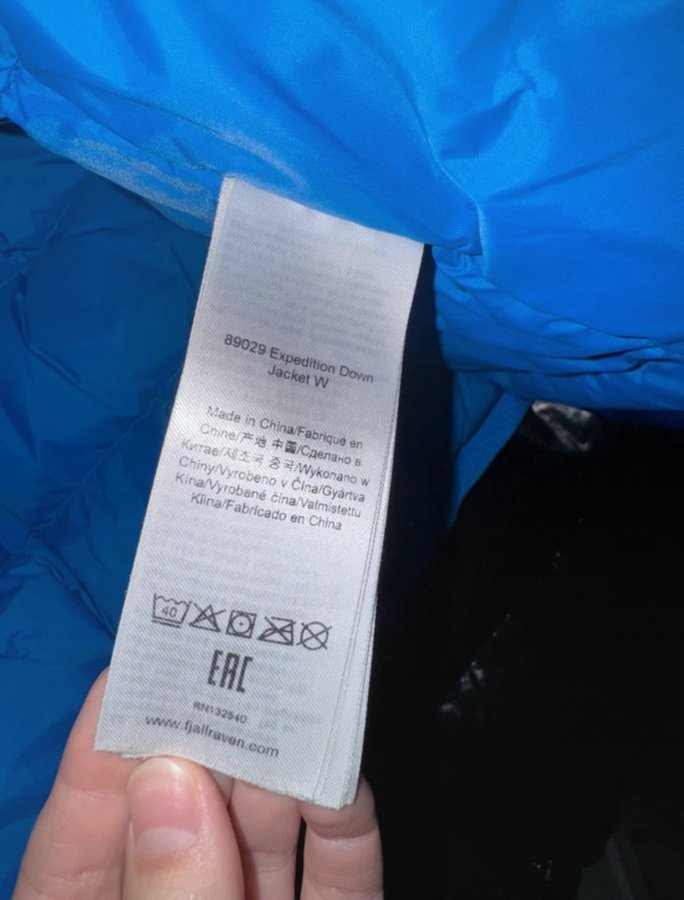 89029 Expedition Down
Jacket W
Made in China/Fabriqué en
Chine/产地 中国/Сделано в
Китае/제조국 중국/Wykonano w
Chiny/Vyrobeno v Čína/Gyártva
Kína/Vyrobené čína/Valmistettu
Kiina/Fabricado en China
40
EAC
RN132540
www.fjallraven.com